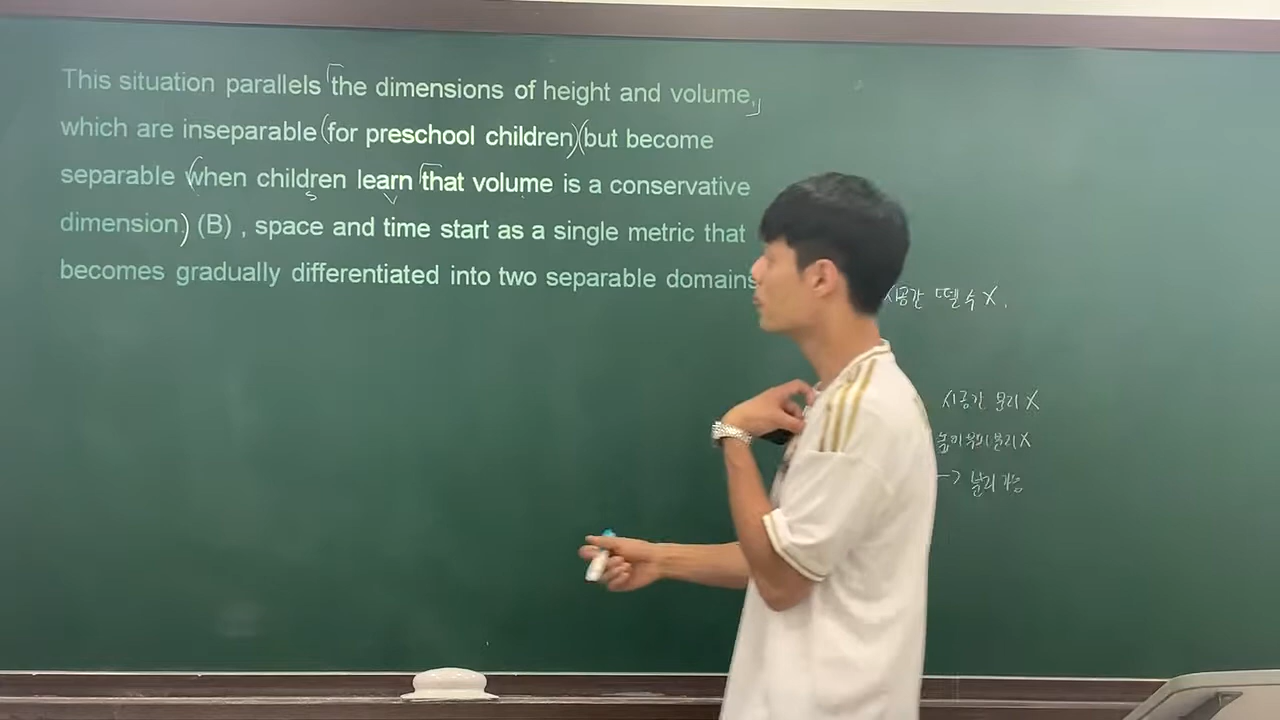 This situation parallels 「the dimensions of height and volume,」
which are inseparable (for preschool children) (but become
separable (when children learn 「that volume is a conservative
S V
dimension.) (B) , space and time start as a single metric that
becomes gradually differentiated into two separable domains
시공간 뗄 수 X.
시공간 분리 X
높이 부피 분리 X
→ 분리 가능